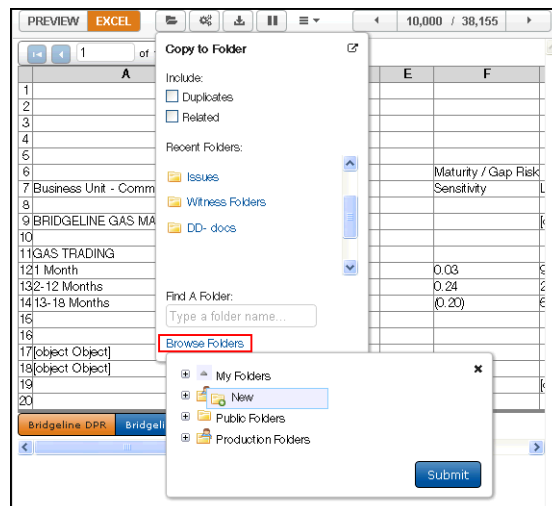 PREVIEW EXCEL 10,000 / 38,155
1 of
Copy to Folder
Include:
Duplicates
Related
Recent Folders:
Issues
Witness Folders
DD- docs
Find A Folder:
Type a folder name...
Browse Folders
A E F
1
2
3
4
5
6 Maturity / Gap Risk
7 Business Unit - Comm Sensitivity
8
9 BRIDGELINE GAS MA
10
11 GAS TRADING
12 1 Month 0.03
13 2-12 Months 0.24
14 13-18 Months (0.20)
15
16
17 [object Object]
18 [object Object]
19
20
Bridgeline DPR Bridgeli
My Folders
New
Public Folders
Production Folders
Submit